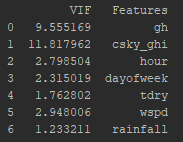 VIF Features
0 9.555169 gh
1 11.817962 csky_ghi
2 2.798504 hour
3 2.315019 dayofweek
4 1.762802 tdry
5 2.948006 wspd
6 1.233211 rainfall